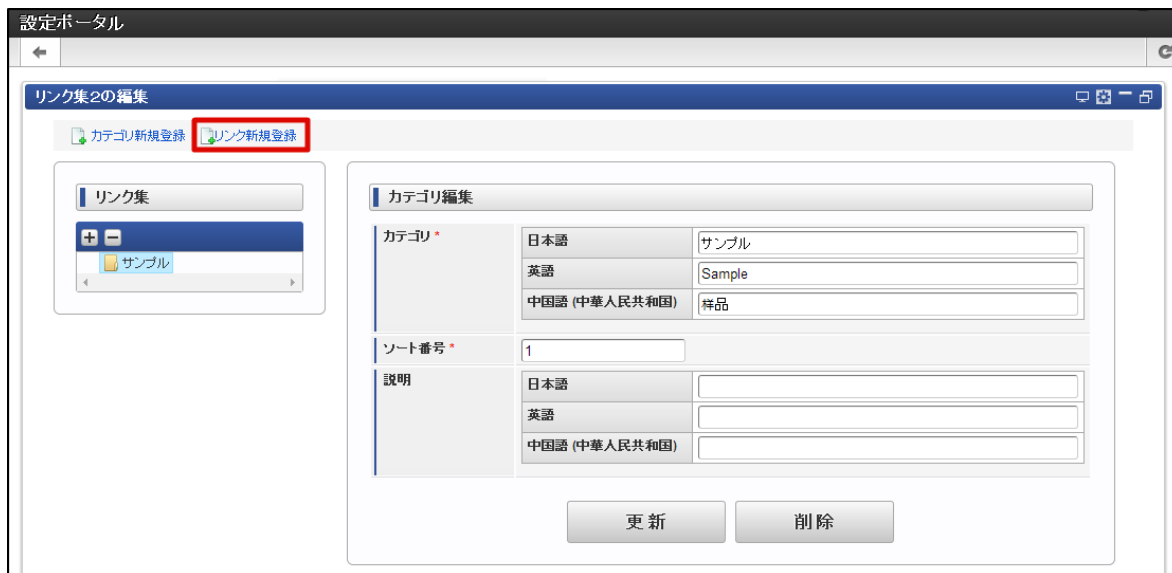 設定ポータル
リンク集2の編集
カテゴリ新規登録 リンク新規登録
リンク集
サンプル
カテゴリ編集
カテゴリ * 日本語 サンプル
英語 Sample
中国語 (中華人民共和国) 样品
ソート番号 * 1
説明 日本語
英語
中国語 (中華人民共和国)
更新 削除